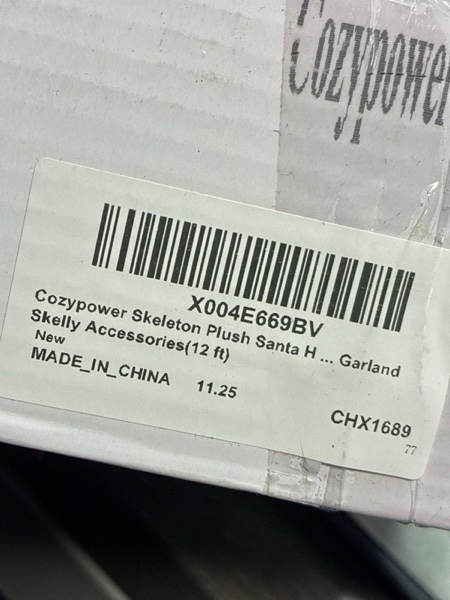 Cozypower
X004E669BV
Cozypower Skeleton Plush Santa H ... Garland
Skelly Accessories(12 ft)
New
MADE_IN_CHINA 11.25
CHX1689
77